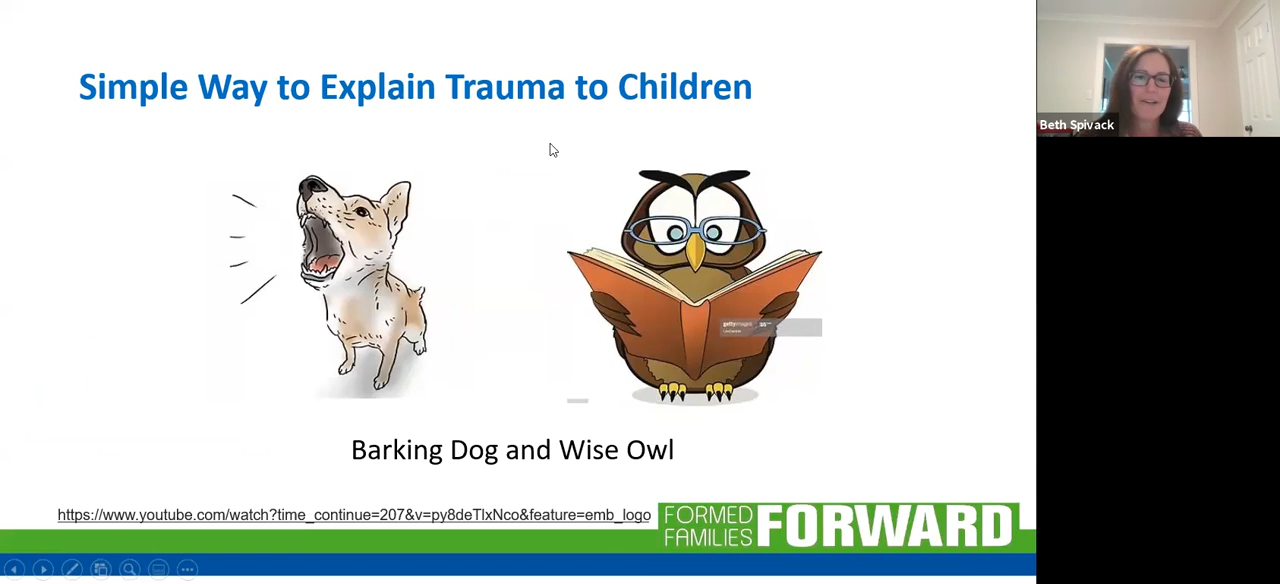 Simple Way to Explain Trauma to Children
Beth Spivack
gettyimages
Barking Dog and Wise Owl
https://www.youtube.com/watch?time_continue=207&v=py8deTlxNco&feature=emb_logo
FORMED
FAMILIES
FORWARD